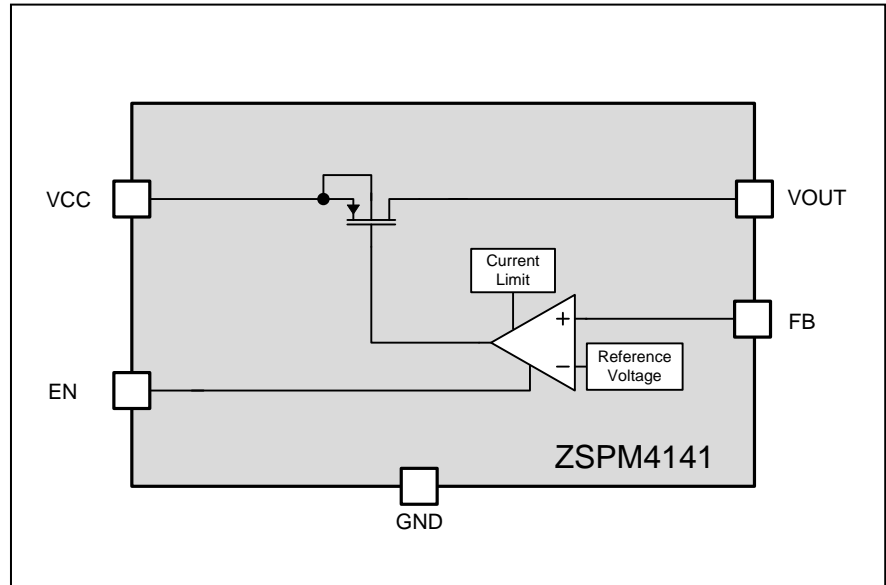 VCC
VOUT
Current
Limit
+
FB
Reference
Voltage
−
EN
ZSPM4141
GND